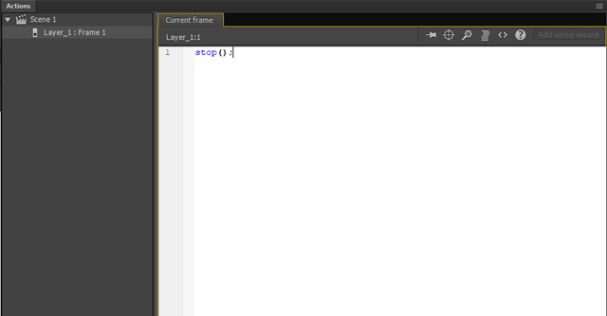 Actions
Scene 1
Layer_1 : Frame 1
Current frame
Layer_1:1
Add using wizard
1 stop();